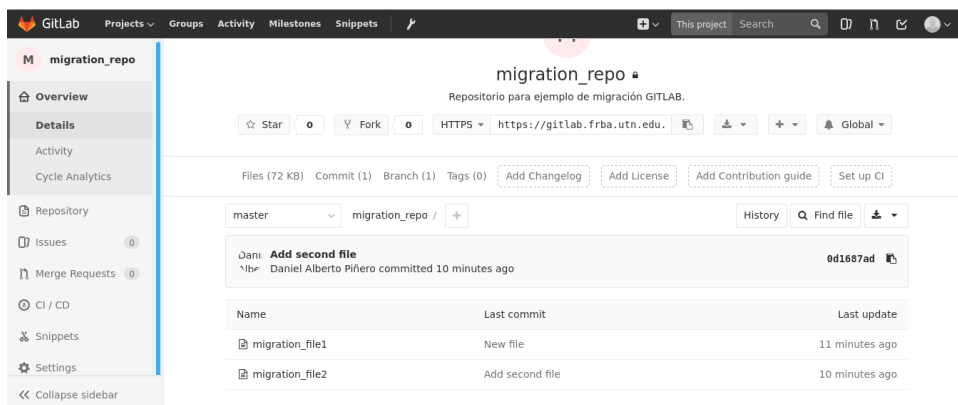 GitLab Projects Groups Activity Milestones Snippets This project Search
M migration_repo
Overview
Details
Activity
Cycle Analytics
Repository
Issues 0
Merge Requests 0
CI / CD
Snippets
Settings
Collapse sidebar
migration_repo
Repositorio para ejemplo de migración GITLAB.
Star 0 Fork 0 HTTPS https://gitlab.frba.utn.edu. Global
Files (72 KB) Commit (1) Branch (1) Tags (0) Add Changelog Add License Add Contribution guide Set up CI
master migration_repo / + History Find file
Add second file
Daniel Alberto Piñero committed 10 minutes ago
0d1687ad
Name Last commit Last update
migration_file1 New file 11 minutes ago
migration_file2 Add second file 10 minutes ago